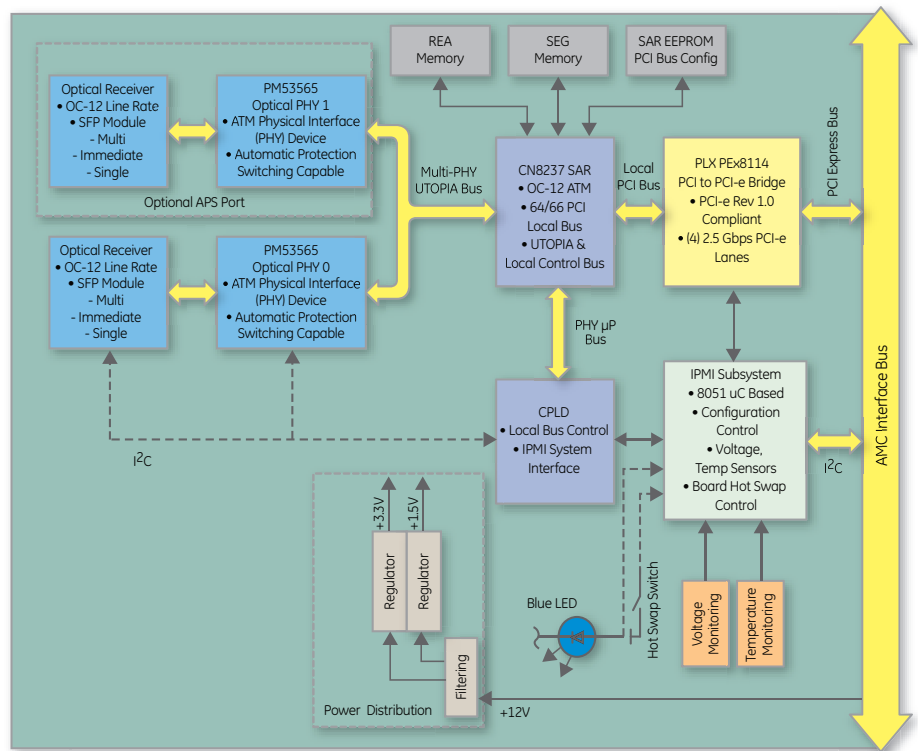 REA
Memory
SEG
Memory
SAR EEPROM
PCI Bus Config
Optical Receiver
• OC-12 Line Rate
• SFP Module
- Multi
- Immediate
- Single
PM53565
Optical PHY 1
• ATM Physical Interface
(PHY) Device
• Automatic Protection
Switching Capable
Optional APS Port
Multi-PHY
UTOPIA Bus
CN8237 SAR
• OC-12 ATM
• 64/66 PCI
Local Bus
• UTOPIA &
Local Control Bus
Local
PCI Bus
PLX PEx8114
PCI to PCI-e Bridge
• PCI-e Rev 1.0
Compliant
• (4) 2.5 Gbps PCI-e
Lanes
PCI Express Bus
Optical Receiver
• OC-12 Line Rate
• SFP Module
- Multi
- Immediate
- Single
PM53565
Optical PHY 0
• ATM Physical Interface
(PHY) Device
• Automatic Protection
Switching Capable
PHY µP
Bus
AMC Interface Bus
I²C
CPLD
• Local Bus Control
• IPMI System
Interface
IPMI Subsystem
• 8051 uC Based
• Configuration
Control
• Voltage,
Temp Sensors
• Board Hot Swap
Control
I²C
+3.3V
+1.5V
Regulator
Regulator
Filtering
Power Distribution
Blue LED
Hot Swap Switch
Voltage
Monitoring
Temperature
Monitoring
+12V